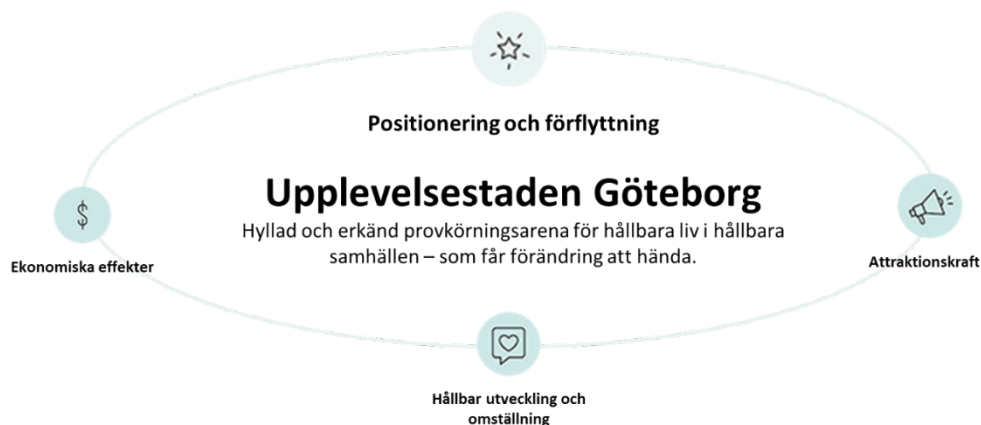 Positionering och förflyttning
Upplevelsestaden Göteborg
Hyllad och erkänd provkörningsarena för hållbara liv i hållbara
samhällen – som får förändring att hända.
$
Ekonomiska effekter
Attraktionskraft
Hållbar utveckling och
omställning